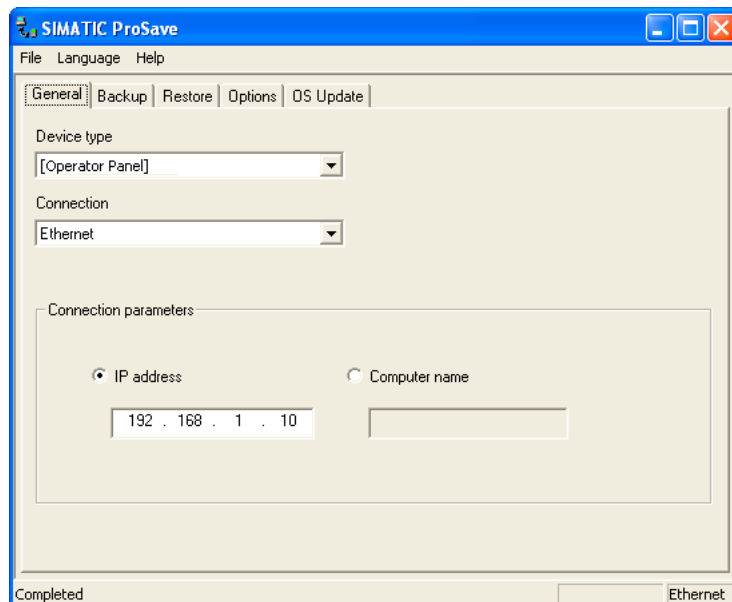 SIMATIC ProSave
File Language Help
General Backup Restore Options OS Update
Device type
[Operator Panel]
Connection
Ethernet
Connection parameters
IP address Computer name
192 . 168 . 1 . 10
Completed Ethernet